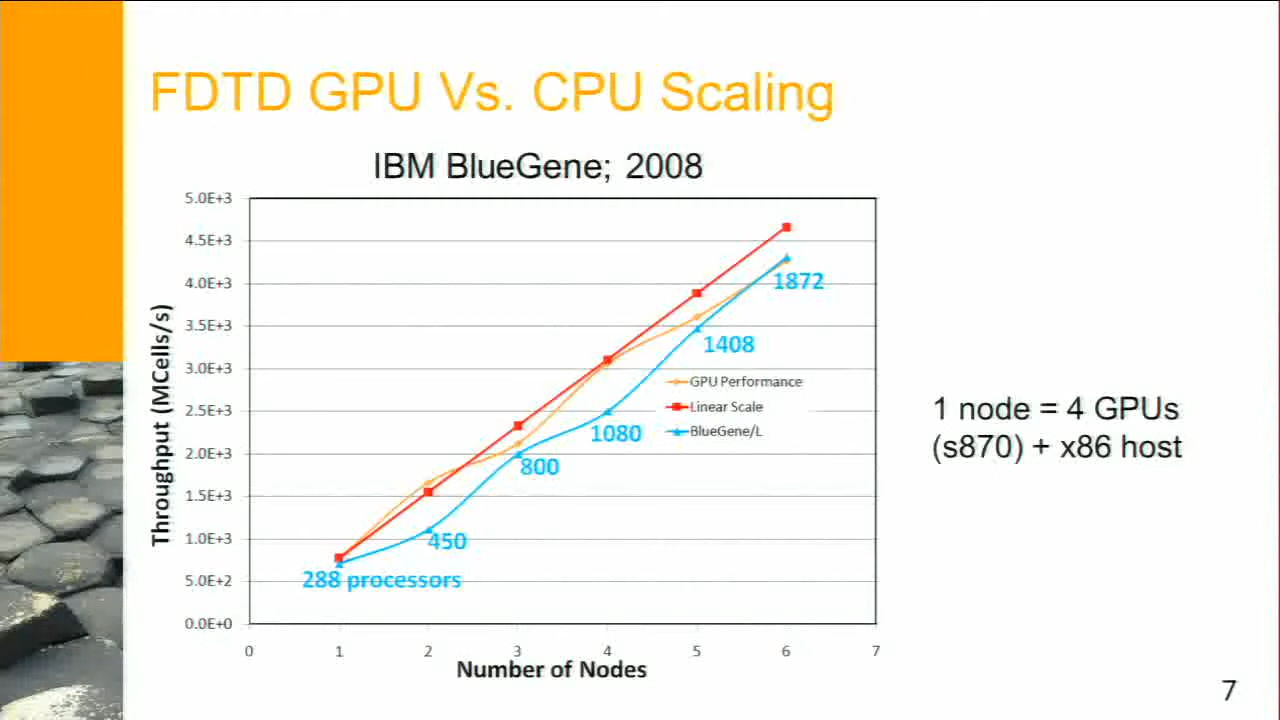 FDTD GPU Vs. CPU Scaling
IBM BlueGene; 2008
Throughput (MCells/s)
5.0E+3
4.5E+3
4.0E+3
3.5E+3
3.0E+3
2.5E+3
2.0E+3
1.5E+3
1.0E+3
5.0E+2
0.0E+0
0 1 2 3 4 5 6 7
Number of Nodes
288 processors
450
800
1080
1408
1872
GPU Performance
Linear Scale
BlueGene/L
1 node = 4 GPUs
(s870) + x86 host
7